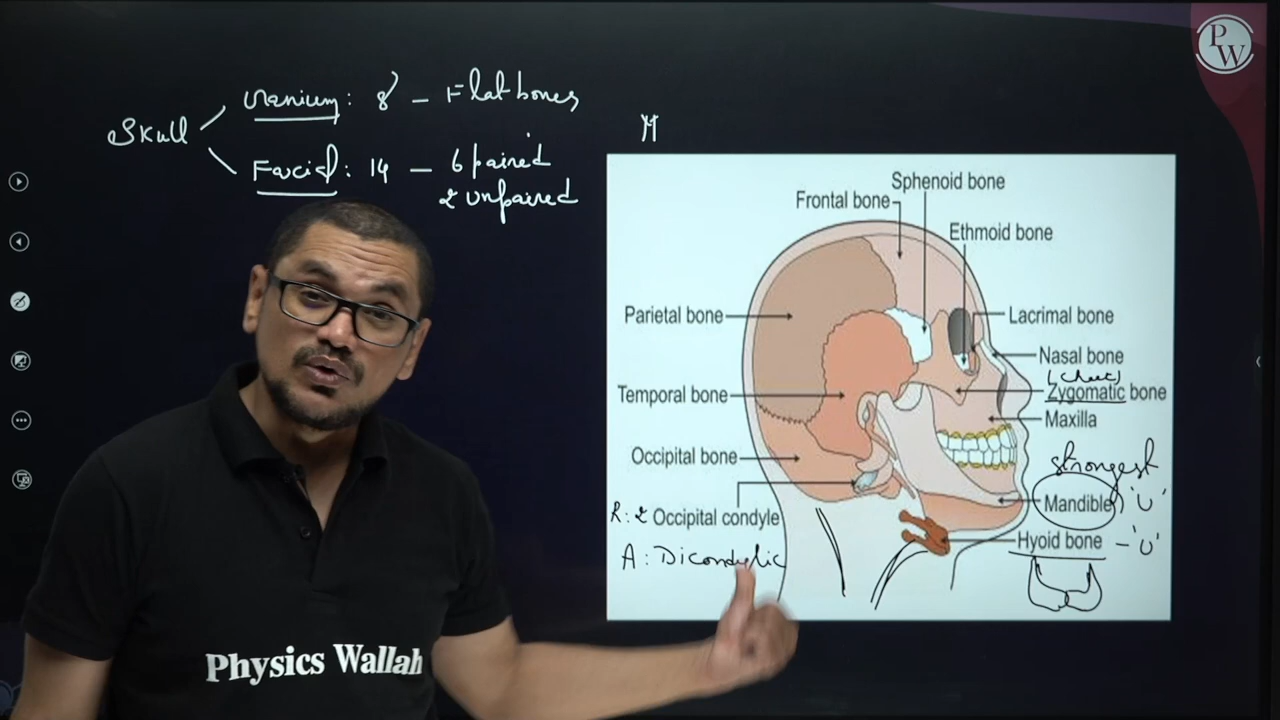 PW
Skull
Cranium : 8 - Flat bones
Facial : 14 - 6 paired
2 unpaired
M
Sphenoid bone
Frontal bone
Ethmoid bone
Parietal bone
Lacrimal bone
Nasal bone
(cheek)
Temporal bone
Zygomatic bone
Maxilla
Occipital bone
strongest
Mandible 'U'
R: 2 Occipital condyle
Hyoid bone - 'U'
A: Dicondylic
Physics Wallah